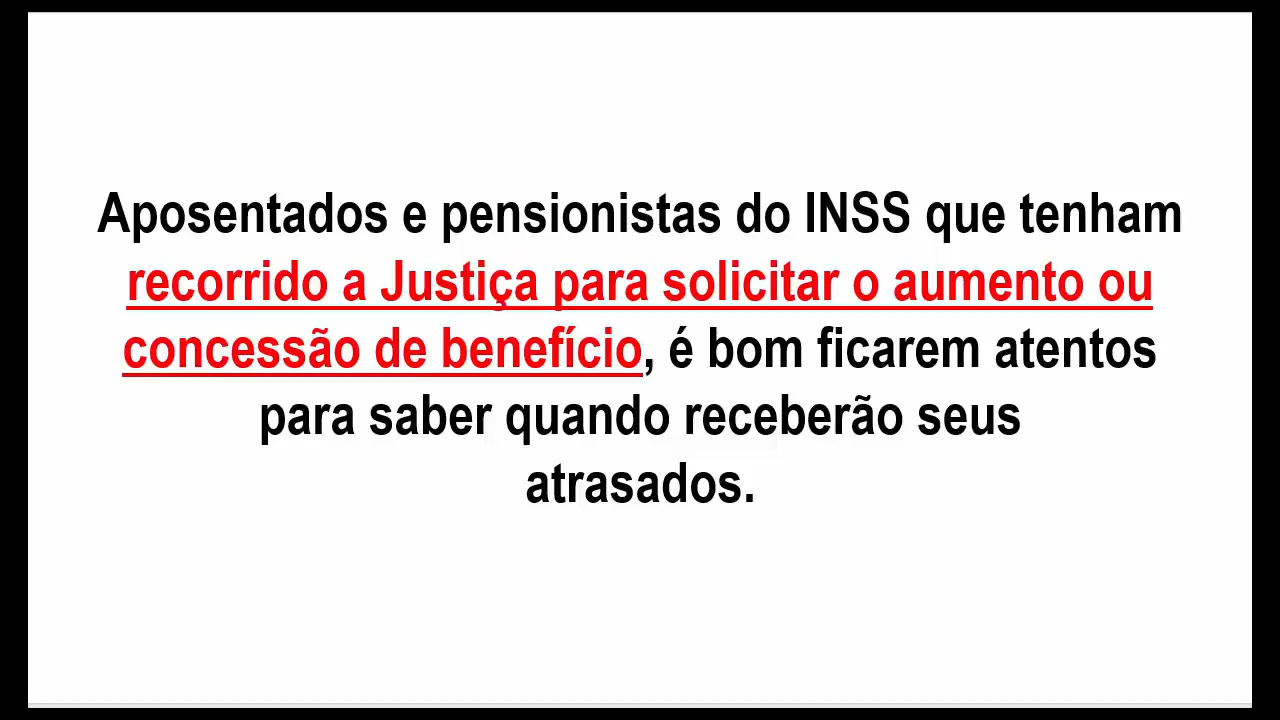 Aposentados e pensionistas do INSS que tenham
recorrido a Justiça para solicitar o aumento ou
concessão de benefício, é bom ficarem atentos
para saber quando receberão seus
atrasados.